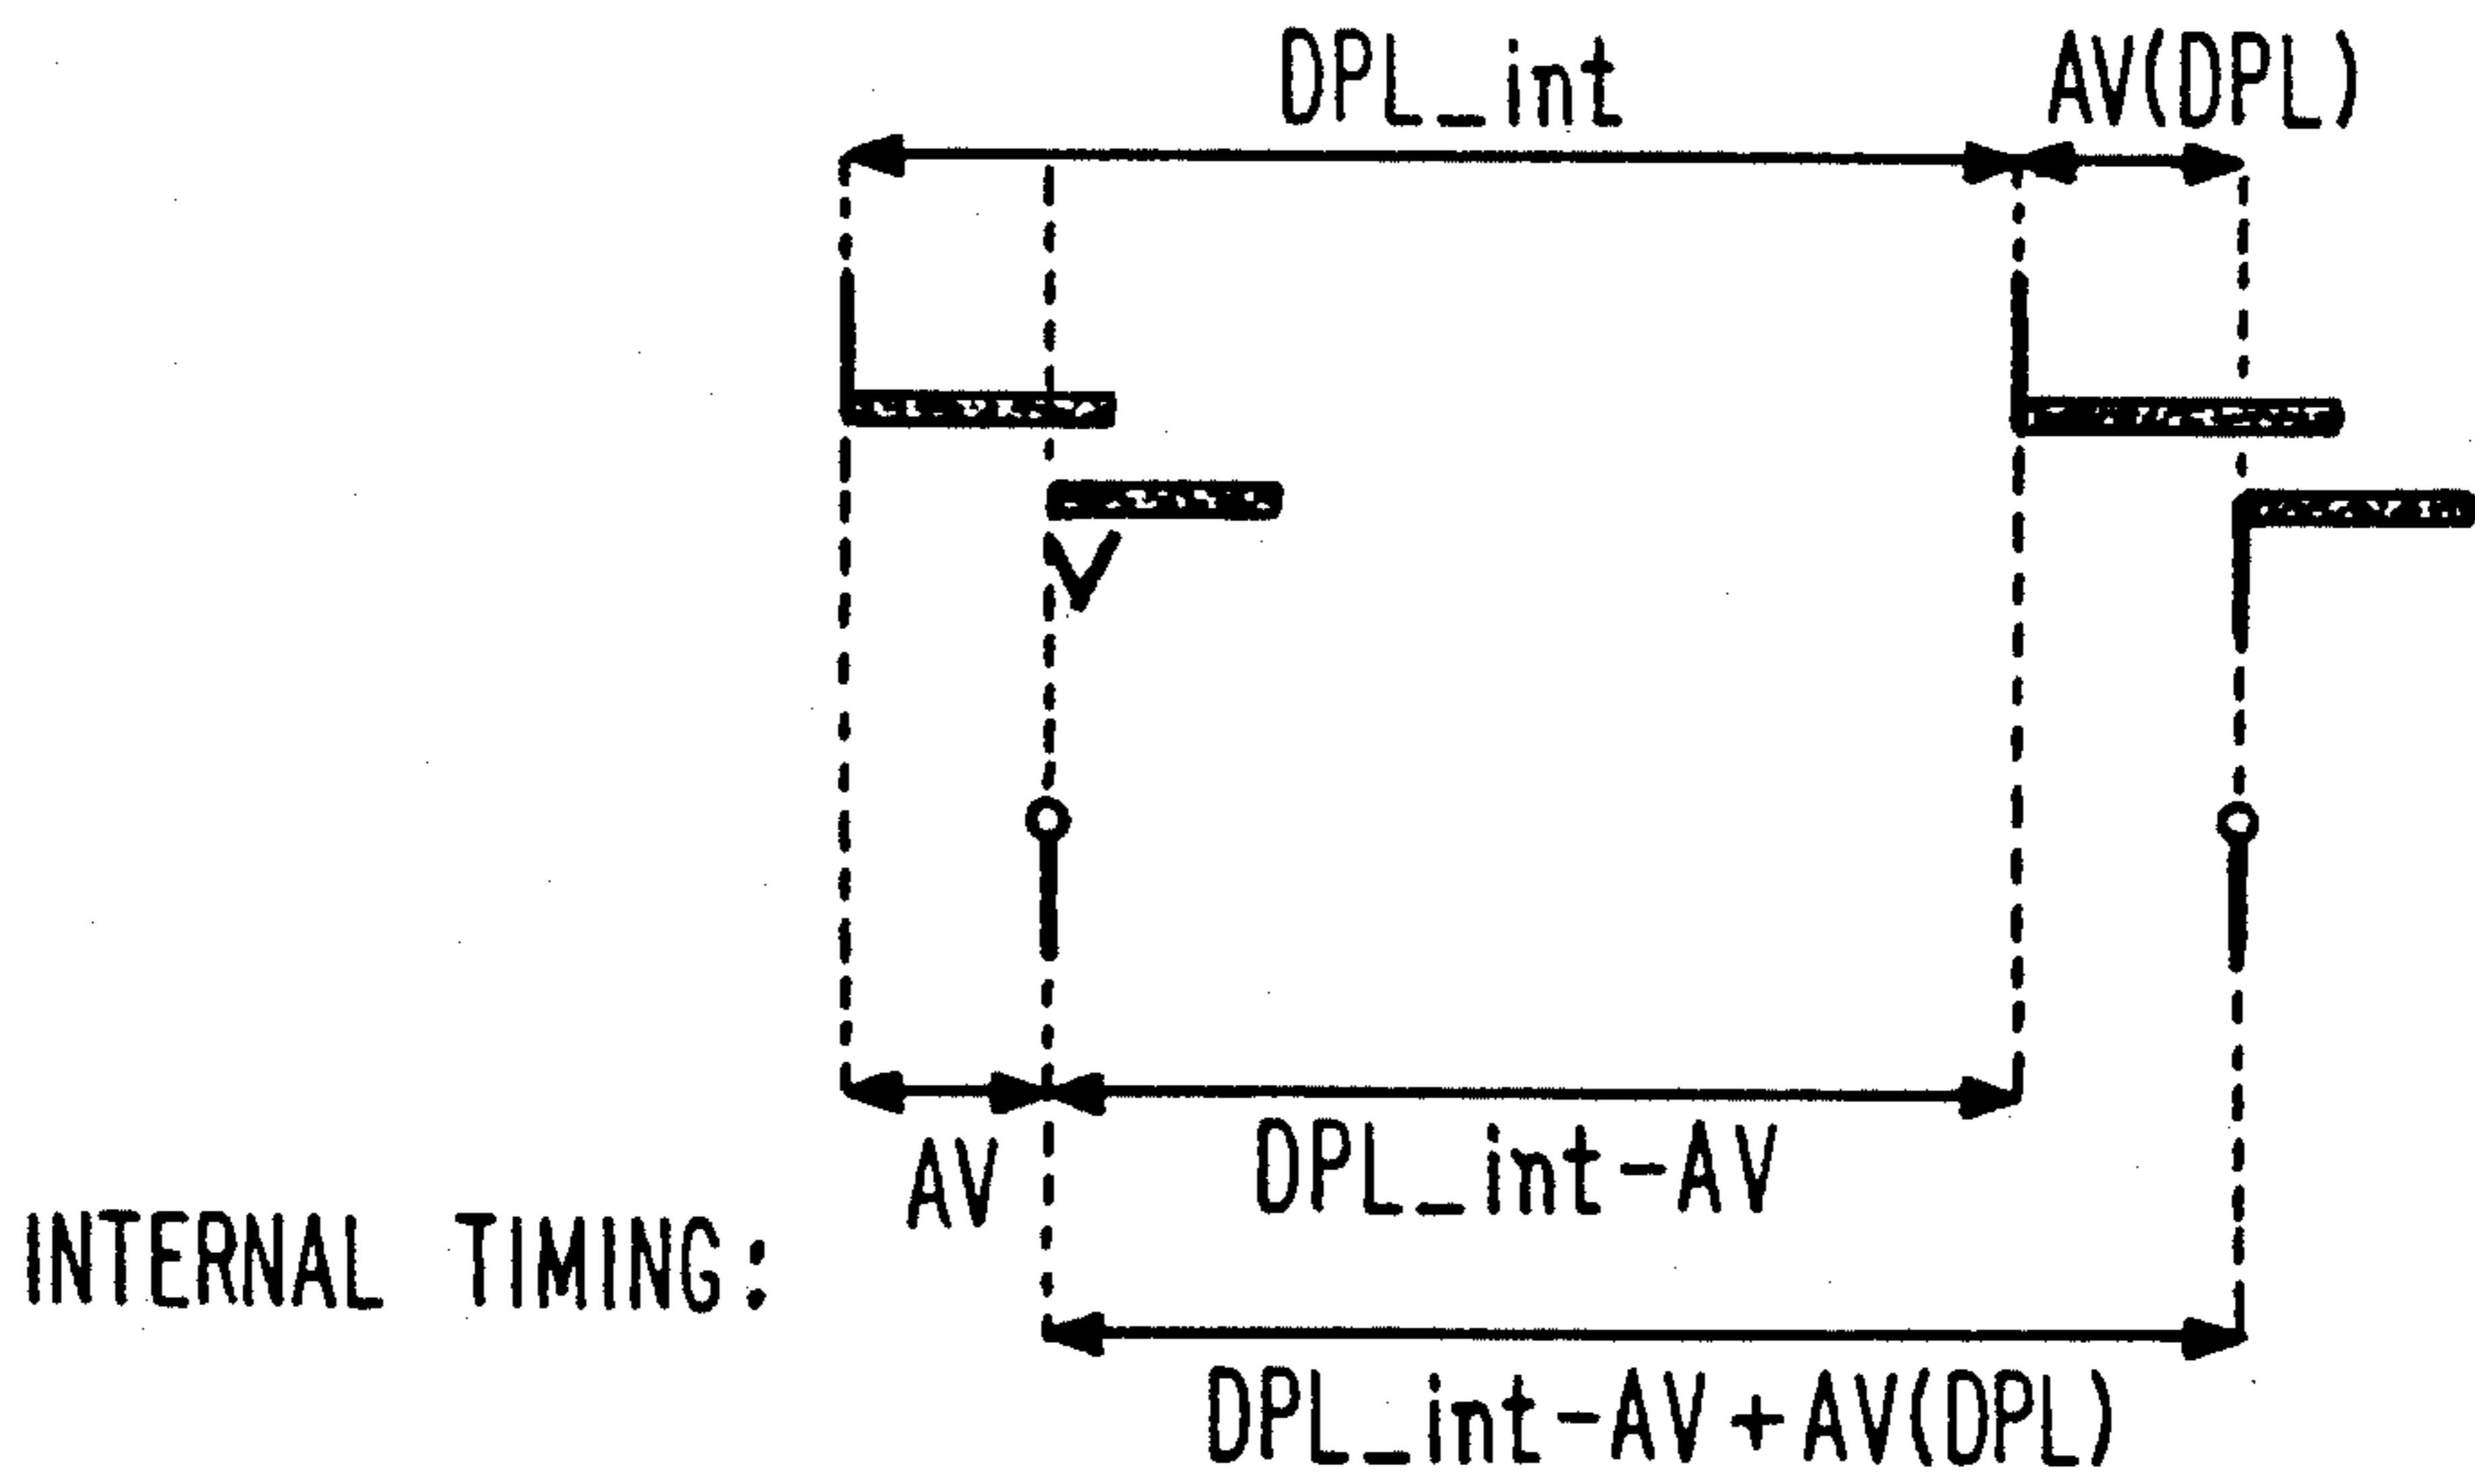 DPL_int
AV(DPL)
AV
DPL_int-AV
INTERNAL TIMING:
DPL_int-AV+AV(DPL)